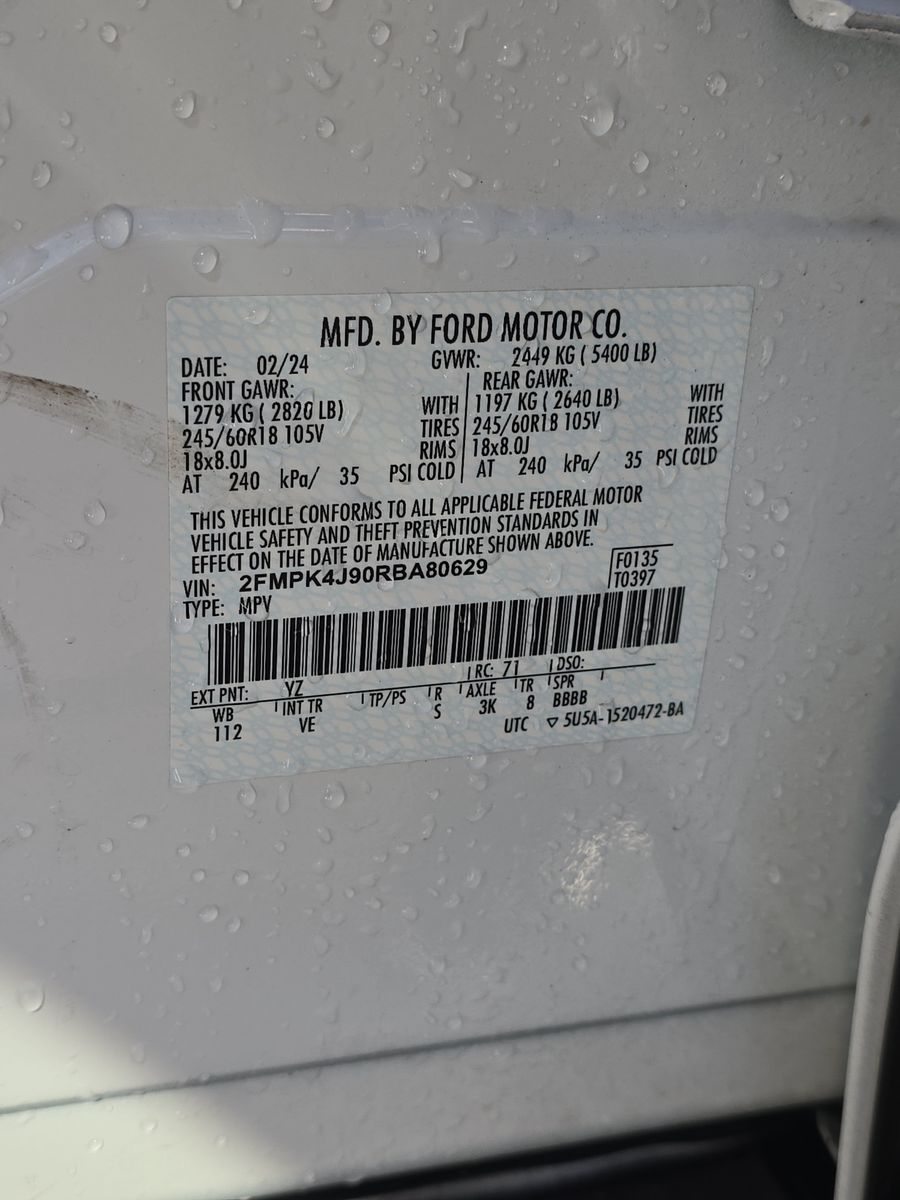 MFD. BY FORD MOTOR CO.
DATE: 02/24 GVWR: 2449 KG ( 5400 LB)
FRONT GAWR: REAR GAWR:
1279 KG ( 2820 LB) WITH 1197 KG ( 2640 LB) WITH
245/60R18 105V TIRES 245/60R18 105V TIRES
18x8.0J RIMS 18x8.0J RIMS
AT 240 kPa/ 35 PSI COLD AT 240 kPa/ 35 PSI COLD
THIS VEHICLE CONFORMS TO ALL APPLICABLE FEDERAL MOTOR
VEHICLE SAFETY AND THEFT PREVENTION STANDARDS IN
EFFECT ON THE DATE OF MANUFACTURE SHOWN ABOVE.
VIN: 2FMPK4J90RBA80629 F0135
TYPE: MPV T0397
EXT PNT: YZ RC: 71 DSO:
WB INT TR TP/PS R AXLE TR SPR
112 VE S 3K 8 BBBB
UTC ▽ 5U5A-1520472-BA